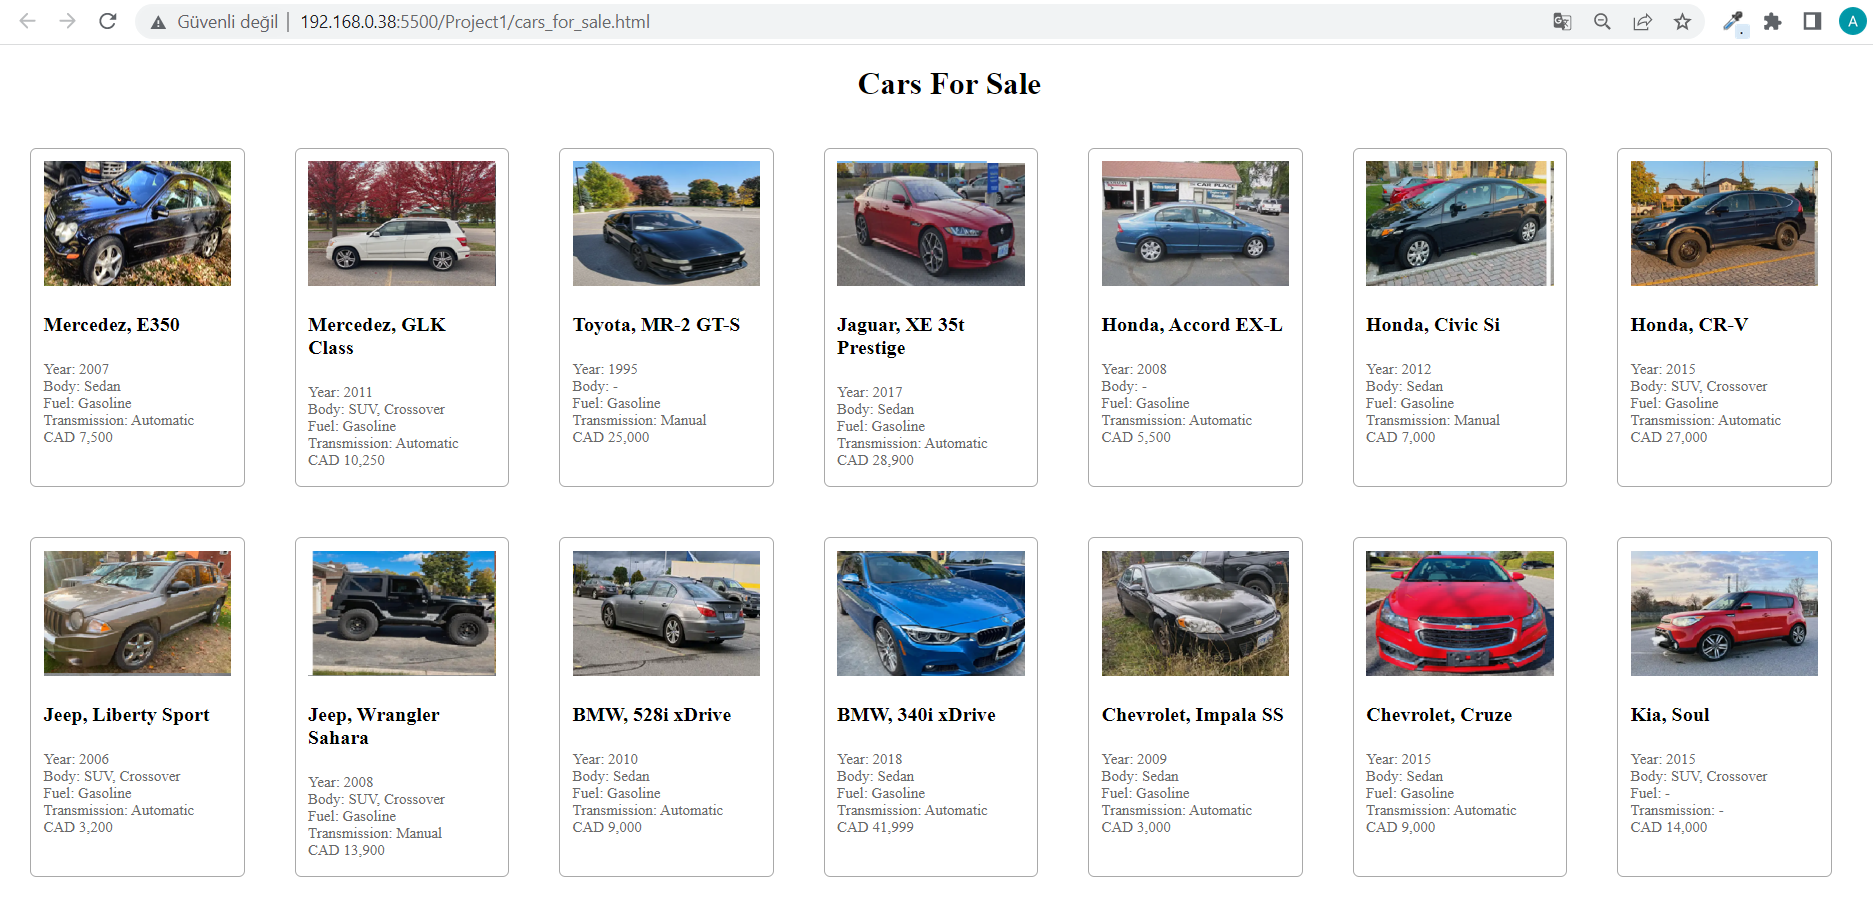 Güvenli değil | 192.168.0.38:5500/Project1/cars_for_sale.html
A
Cars For Sale
Mercedez, E350
Year: 2007
Body: Sedan
Fuel: Gasoline
Transmission: Automatic
CAD 7,500
Mercedez, GLK
Class
Year: 2011
Body: SUV, Crossover
Fuel: Gasoline
Transmission: Automatic
CAD 10,250
Toyota, MR-2 GT-S
Year: 1995
Body: -
Fuel: Gasoline
Transmission: Manual
CAD 25,000
Jaguar, XE 35t
Prestige
Year: 2017
Body: Sedan
Fuel: Gasoline
Transmission: Automatic
CAD 28,900
CAR PLACE
Honda, Accord EX-L
Year: 2008
Body: -
Fuel: Gasoline
Transmission: Automatic
CAD 5,500
Honda, Civic Si
Year: 2012
Body: Sedan
Fuel: Gasoline
Transmission: Manual
CAD 7,000
Honda, CR-V
Year: 2015
Body: SUV, Crossover
Fuel: Gasoline
Transmission: Automatic
CAD 27,000
Jeep, Liberty Sport
Year: 2006
Body: SUV, Crossover
Fuel: Gasoline
Transmission: Automatic
CAD 3,200
Jeep, Wrangler
Sahara
Year: 2008
Body: SUV, Crossover
Fuel: Gasoline
Transmission: Manual
CAD 13,900
BMW, 528i xDrive
Year: 2010
Body: Sedan
Fuel: Gasoline
Transmission: Automatic
CAD 9,000
BMW, 340i xDrive
Year: 2018
Body: Sedan
Fuel: Gasoline
Transmission: Automatic
CAD 41,999
Chevrolet, Impala SS
Year: 2009
Body: Sedan
Fuel: Gasoline
Transmission: Automatic
CAD 3,000
Chevrolet, Cruze
Year: 2015
Body: Sedan
Fuel: Gasoline
Transmission: Automatic
CAD 9,000
Kia, Soul
Year: 2015
Body: SUV, Crossover
Fuel: -
Transmission: -
CAD 14,000